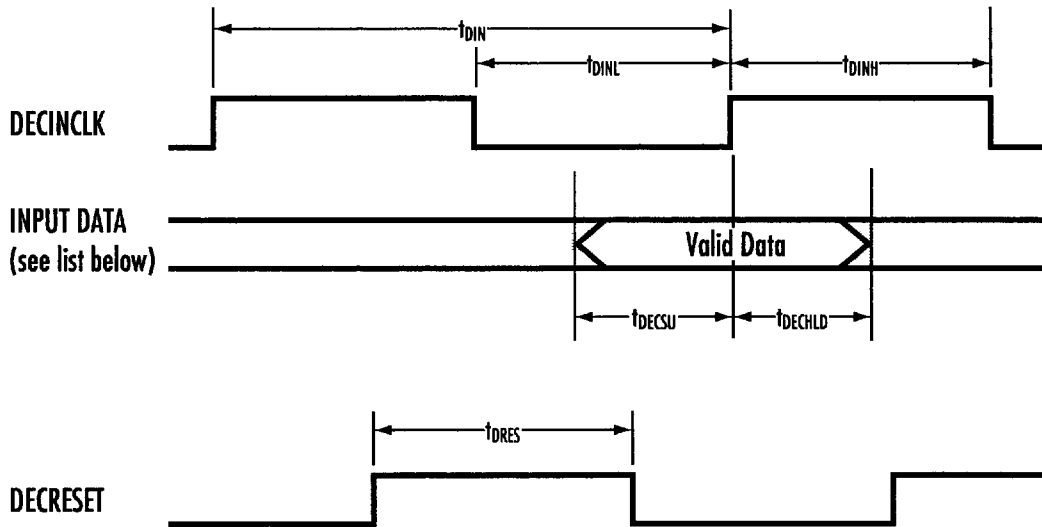 tDIN
tDINL
tDINH
DECINCLK
INPUT DATA
(see list below)
Valid Data
tDECSU
tDECHLD
tDRES
DECRESET